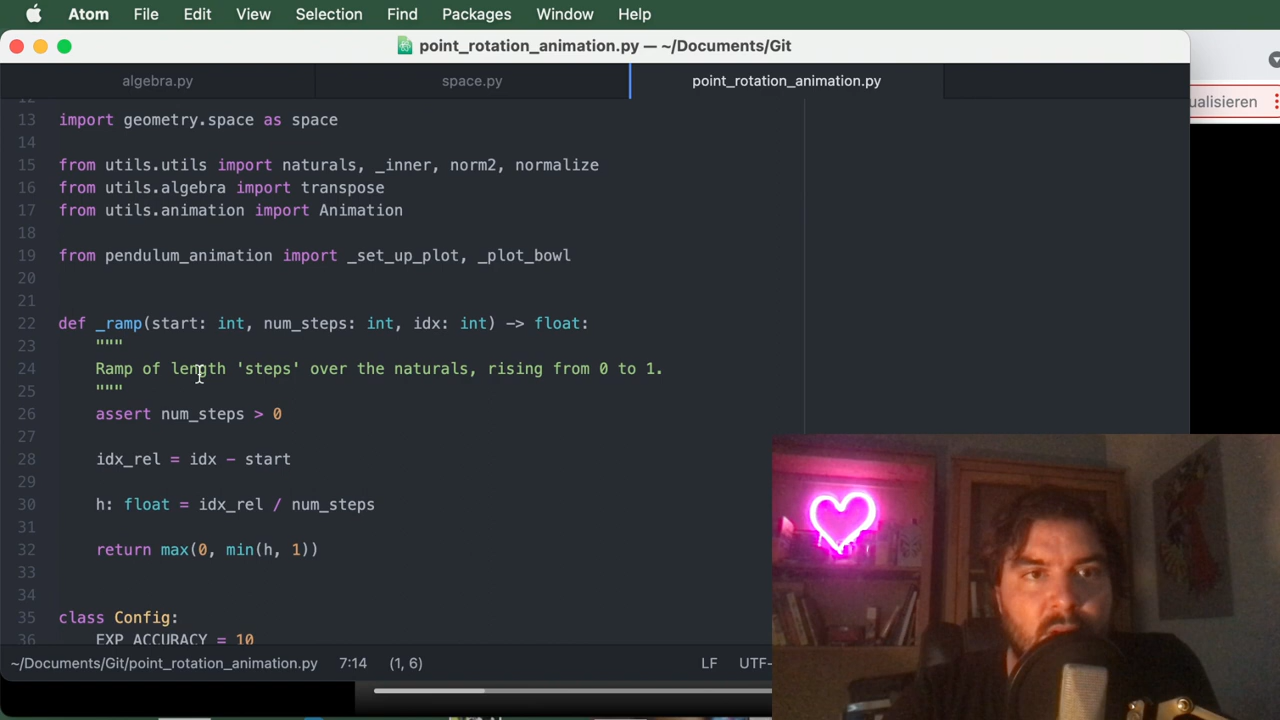 Atom File Edit View Selection Find Packages Window Help
point_rotation_animation.py — ~/Documents/Git
algebra.py space.py point_rotation_animation.py
ualisieren
12
13 import geometry.space as space
14
15 from utils.utils import naturals, _inner, norm2, normalize
16 from utils.algebra import transpose
17 from utils.animation import Animation
18
19 from pendulum_animation import _set_up_plot, _plot_bowl
20
21
22 def _ramp(start: int, num_steps: int, idx: int) -> float:
23 """
24 Ramp of length 'steps' over the naturals, rising from 0 to 1.
25 """
26 assert num_steps > 0
27
28 idx_rel = idx - start
29
30 h: float = idx_rel / num_steps
31
32 return max(0, min(h, 1))
33
34
35 class Config:
36 EXP_ACCURACY = 10
~/Documents/Git/point_rotation_animation.py 7:14 (1, 6) LF UTF-